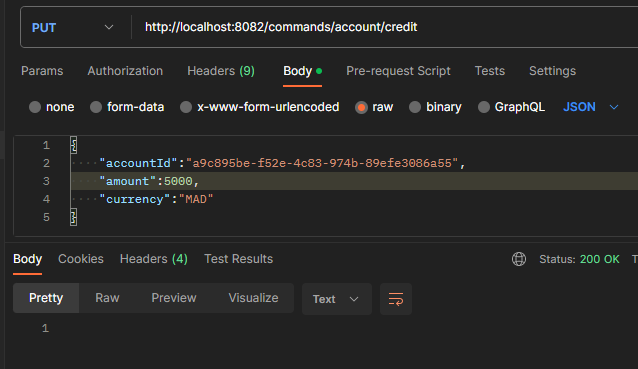 PUT http://localhost:8082/commands/account/credit
Params Authorization Headers (9) Body Pre-request Script Tests Settings
none form-data x-www-form-urlencoded raw binary GraphQL JSON
1 {
2 "accountId":"a9c895be-f52e-4c83-974b-89efe3086a55",
3 "amount":5000,
4 "currency":"MAD"
5 }
Body Cookies Headers (4) Test Results Status: 200 OK T
Pretty Raw Preview Visualize Text
1